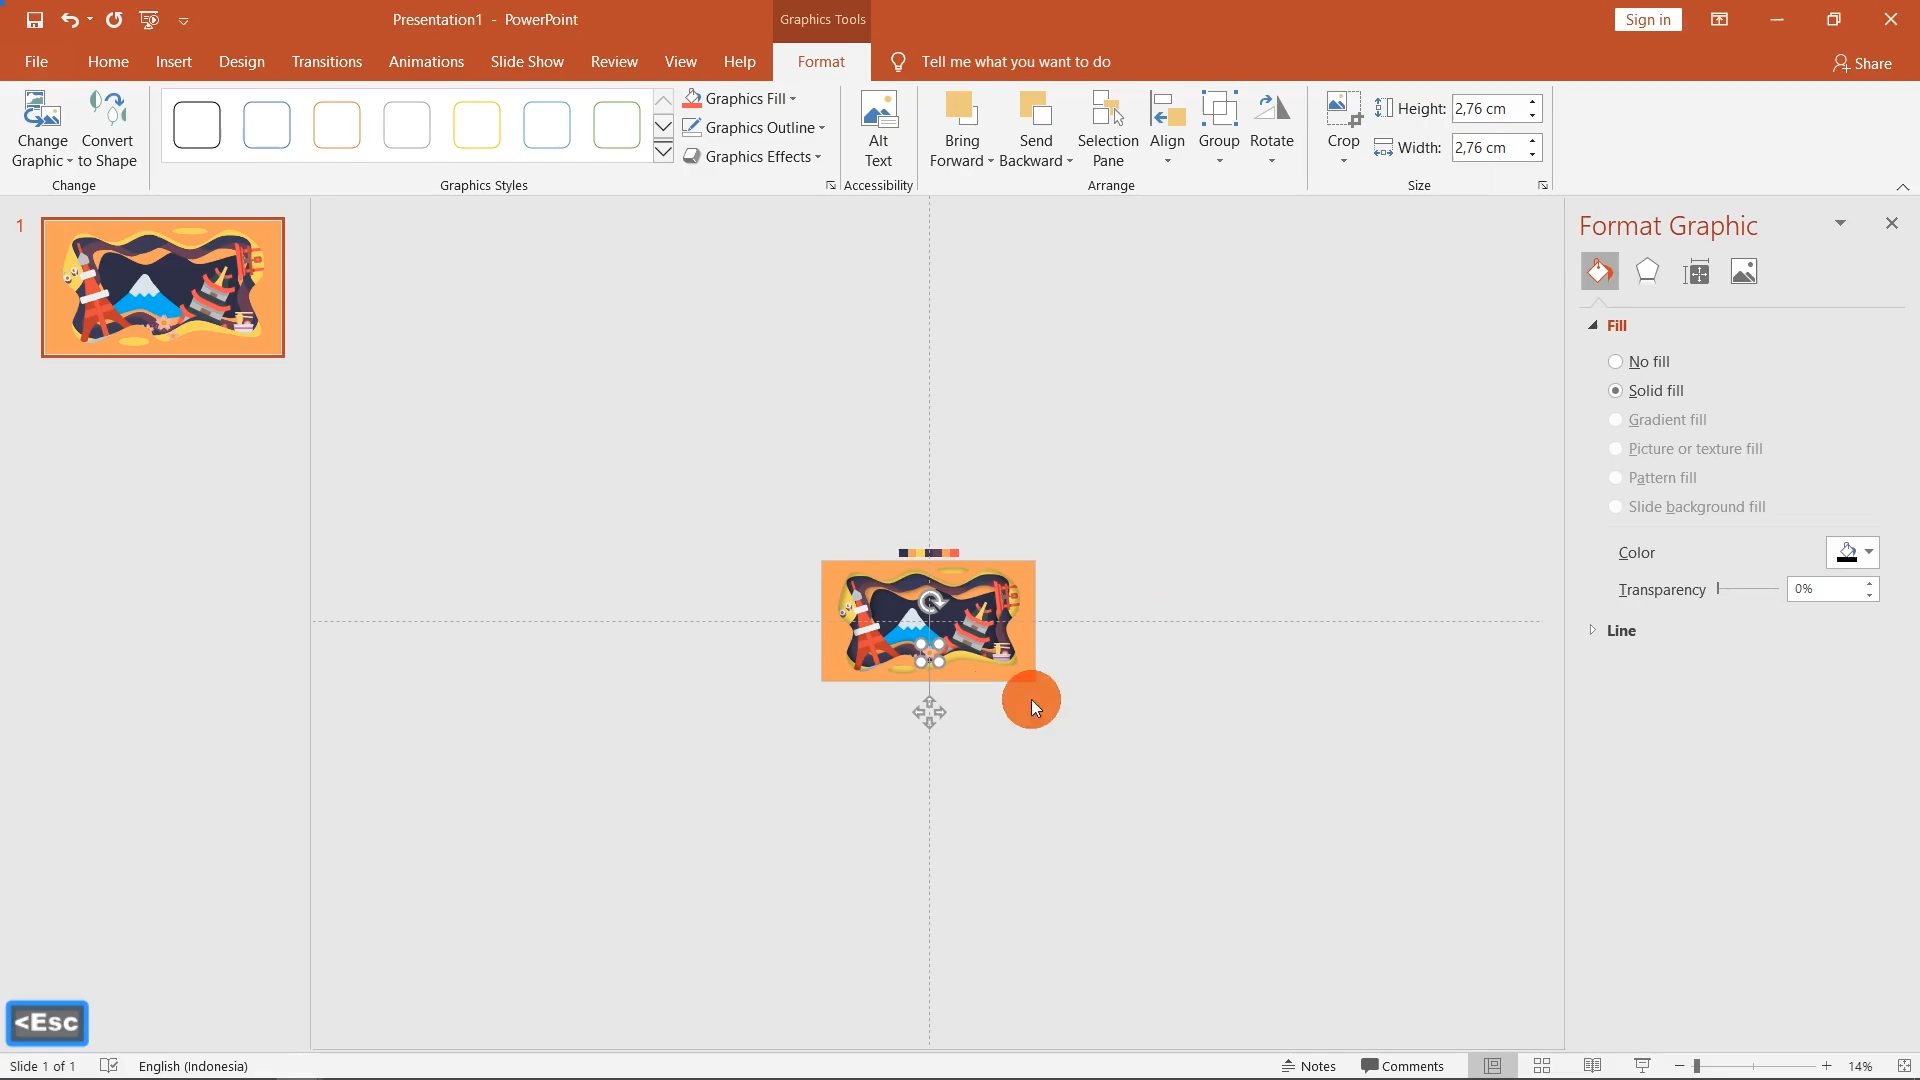 Presentation1 - PowerPoint
Graphics Tools
Sign in
File
Home
Insert
Design
Transitions
Animations
Slide Show
Review
View
Help
Format
Tell me what you want to do
Share
Change Graphic
Convert to Shape
Change
Graphics Styles
Graphics Fill
Graphics Outline
Graphics Effects
Alt Text
Accessibility
Bring Forward
Send Backward
Selection Pane
Align
Group
Rotate
Arrange
Crop
Height: 2,76 cm
Width: 2,76 cm
Size
1
Format Graphic
Fill
No fill
Solid fill
Gradient fill
Picture or texture fill
Pattern fill
Slide background fill
Color
Transparency 0%
Line
<Esc
Slide 1 of 1
English (Indonesia)
Notes
Comments
14%